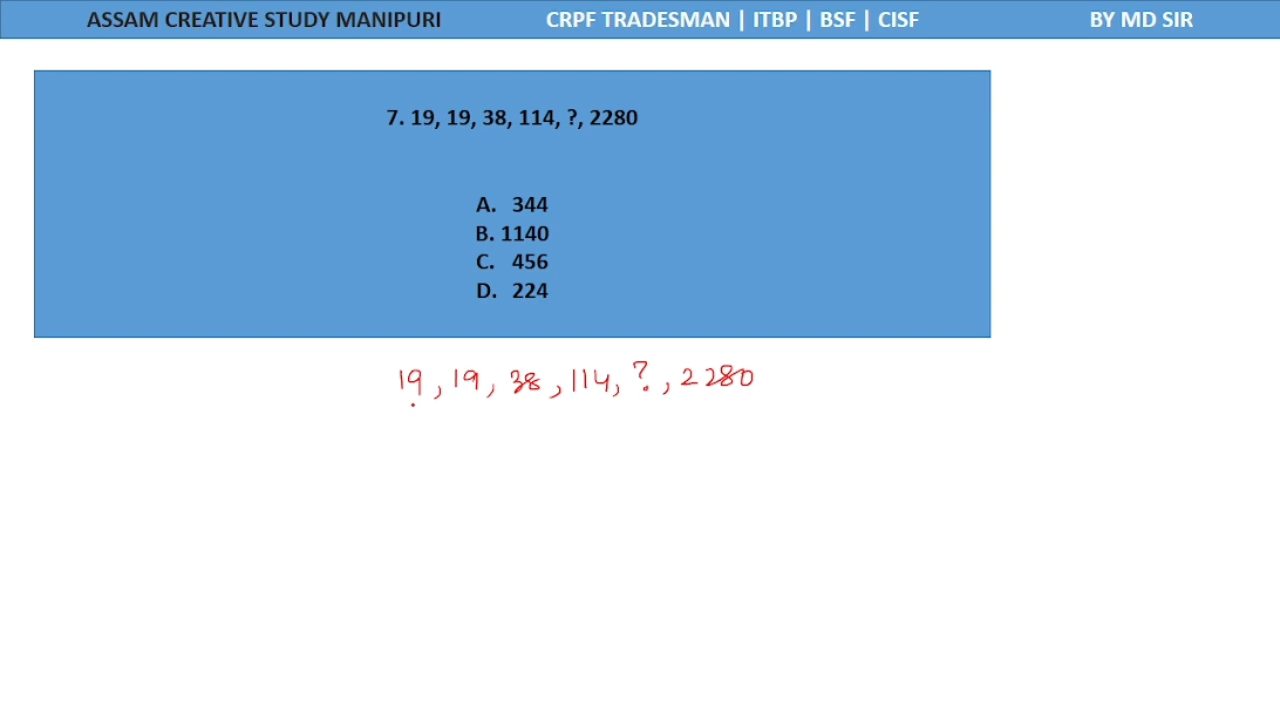 ASSAM CREATIVE STUDY MANIPURI CRPF TRADESMAN | ITBP | BSF | CISF BY MD SIR
7. 19, 19, 38, 114, ?, 2280
A. 344
B. 1140
C. 456
D. 224
19, 19, 38, 114, ?, 2280